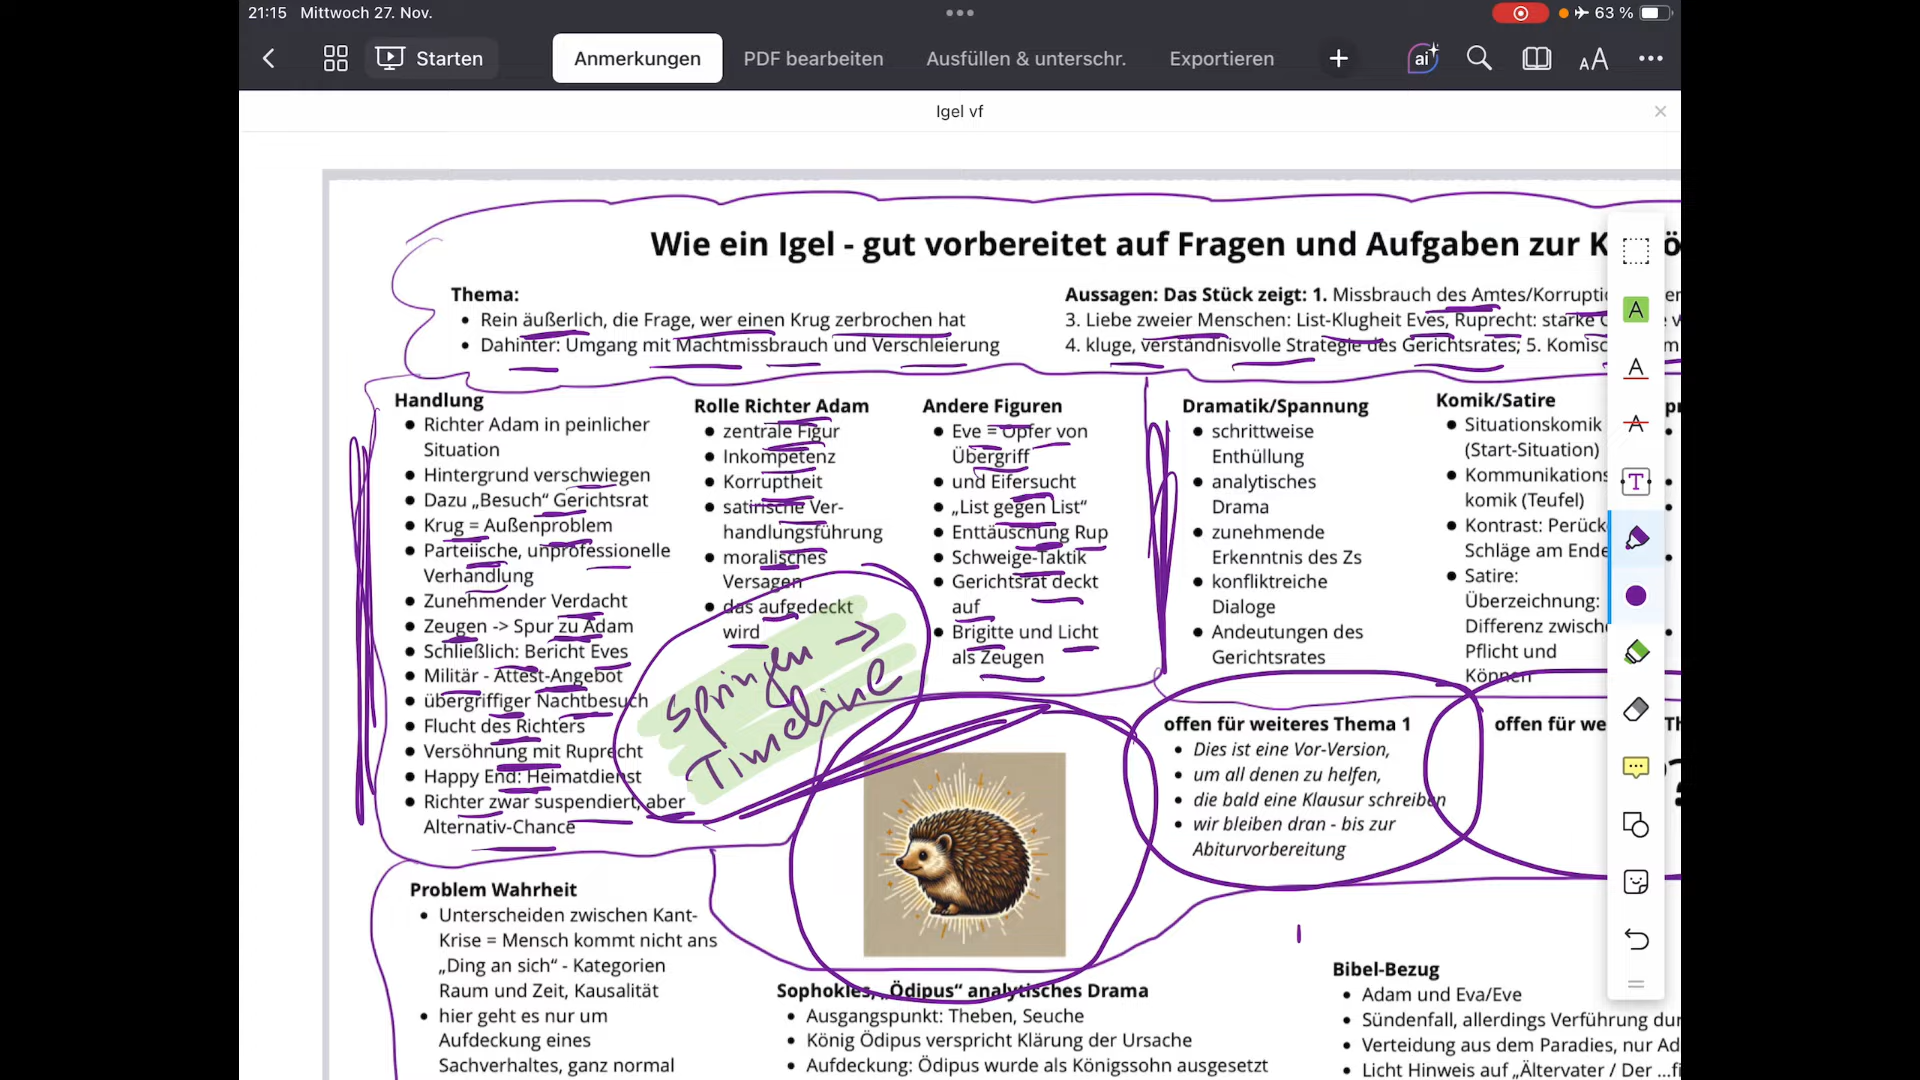 21:15 Mittwoch 27. Nov.
63 %
Starten
Anmerkungen
PDF bearbeiten
Ausfüllen & unterschr.
Exportieren
ai
AA
Igel vf
Wie ein Igel - gut vorbereitet auf Fragen und Aufgaben zur
Thema:
• Rein äußerlich, die Frage, wer einen Krug zerbrochen hat
• Dahinter: Umgang mit Machtmissbrauch und Verschleierung
Aussagen: Das Stück zeigt: 1. Missbrauch des Amtes/
3. Liebe zweier Menschen: List-Klugheit Eves, Ruprecht: starke
4. kluge, verständnisvolle Strategie des Gerichtsrates; 5.
Handlung
• Richter Adam in peinlicher
Situation
• Hintergrund verschwiegen
• Dazu „Besuch“ Gerichtsrat
• Krug = Außenproblem
• Parteiische, unprofessionelle
Verhandlung
• Zunehmender Verdacht
• Zeugen -> Spur zu Adam
• Schließlich: Bericht Eves
• Militär - Attest-Angebot
• übergriffiger Nachtbesuch
• Flucht des Richters
• Versöhnung mit Ruprecht
• Happy End: Heimatdienst
• Richter zwar suspendiert, aber
Alternativ-Chance
Rolle Richter Adam
• zentrale Figur
• Inkompetenz
• Korruptheit
• satirische Ver-
handlungsführung
• moralisches
Versagen
• das aufgedeckt
wird
springen →
Timeline
Andere Figuren
• Eve = Opfer von
Übergriff
• und Eifersucht
• „List gegen List“
• Enttäuschung Rup
• Schweige-Taktik
• Gerichtsrat deckt
auf
• Brigitte und Licht
als Zeugen
Dramatik/Spannung
• schrittweise
Enthüllung
• analytisches
Drama
• zunehmende
Erkenntnis des Zs
• konfliktreiche
Dialoge
• Andeutungen des
Gerichtsrates
Komik/Satire
• Situationskomik
(Start-Situation)
• Kommunikations
komik (Teufel)
• Kontrast: Perück
Schläge am Ende
• Satire:
Überzeichnung:
Differenz zwisch
Pflicht und
Können
offen für weiteres Thema 1
• Dies ist eine Vor-Version,
• um all denen zu helfen,
• die bald eine Klausur schreiben
• wir bleiben dran - bis zur
Abiturvorbereitung
offen für we
Problem Wahrheit
• Unterscheiden zwischen Kant-
Krise = Mensch kommt nicht ans
„Ding an sich“ - Kategorien
Raum und Zeit, Kausalität
• hier geht es nur um
Aufdeckung eines
Sachverhaltes, ganz normal
Sophokles, „Ödipus“ analytisches Drama
• Ausgangspunkt: Theben, Seuche
• König Ödipus verspricht Klärung der Ursache
• Aufdeckung: Ödipus wurde als Königssohn ausgesetzt
Bibel-Bezug
• Adam und Eva/Eve
• Sündenfall, allerdings Verführung dur
• Verteidung aus dem Paradies, nur Ad
• Licht Hinweis auf „Ältervater / Der ...fi